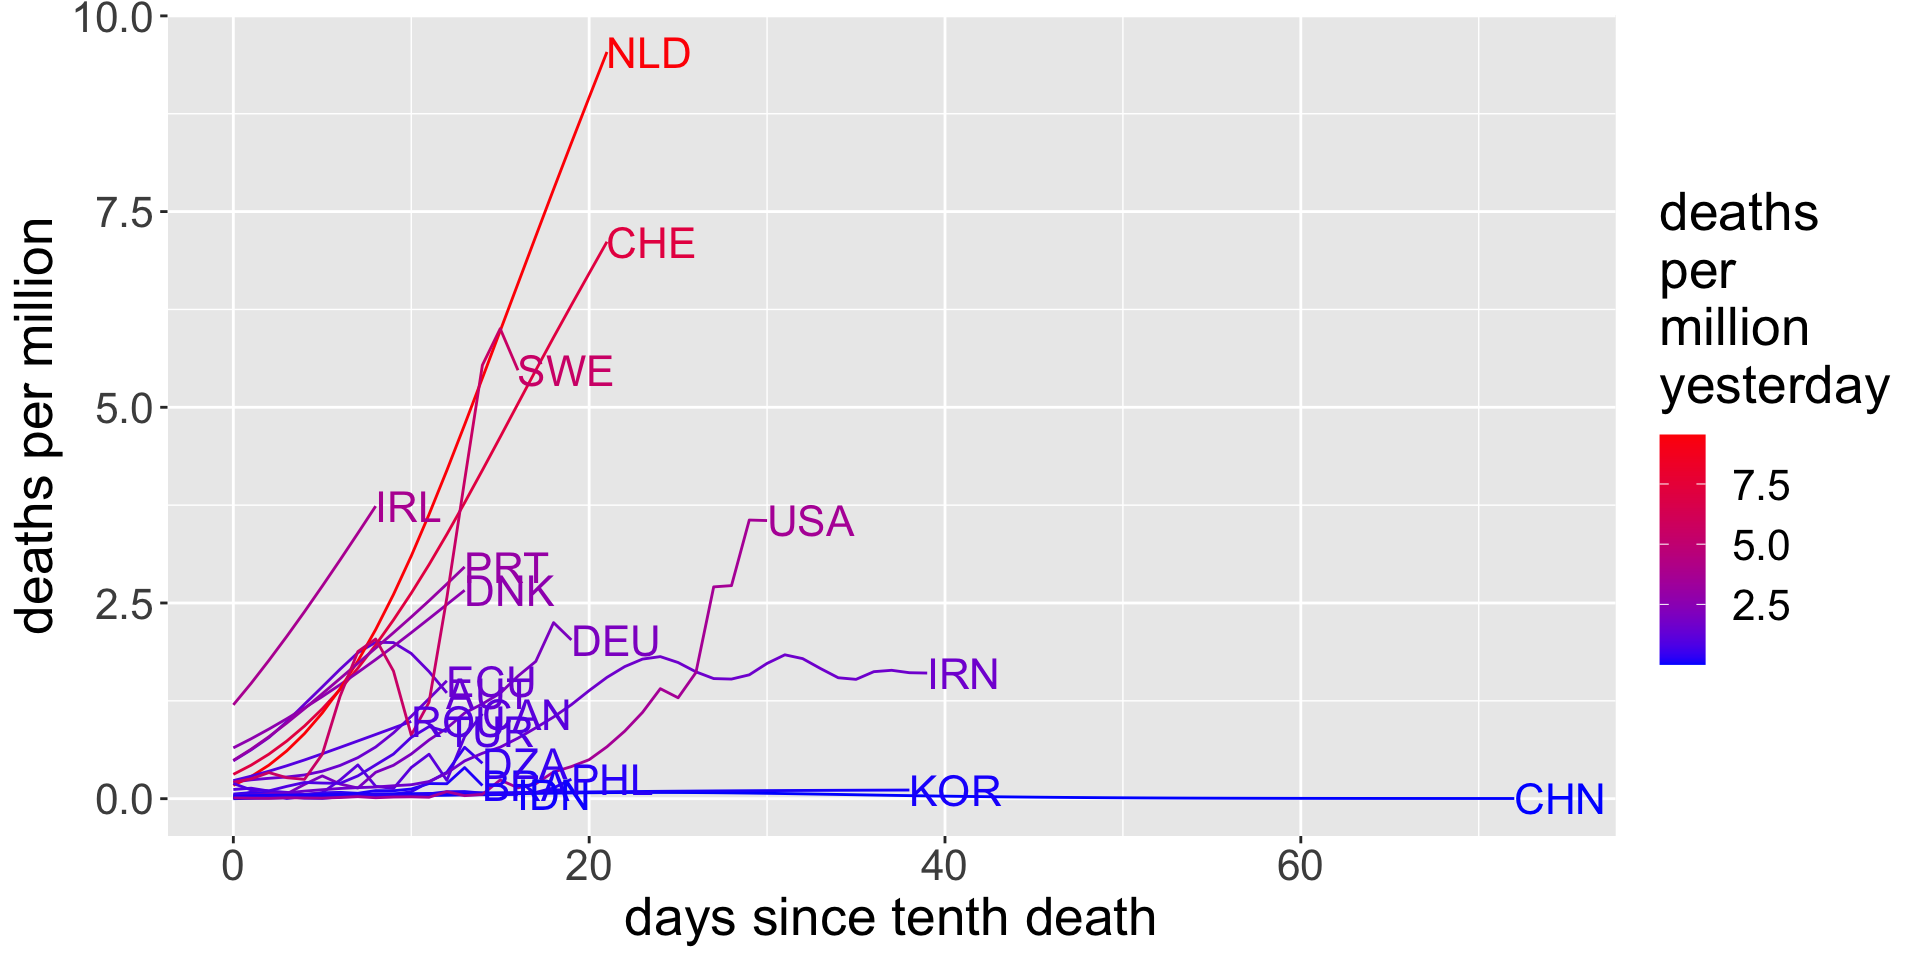 10.0
7.5
5.0
2.5
0.0
deaths per million
NLD
CHE
SWE
IRL
USA
PRT
DNK
DEU
IRN
ECU
AUT
CAN
TUR
DZA
BRA
PHL
IDN
KOR
CHN
0
20
40
60
days since tenth death
deaths
per
million
yesterday
7.5
5.0
2.5